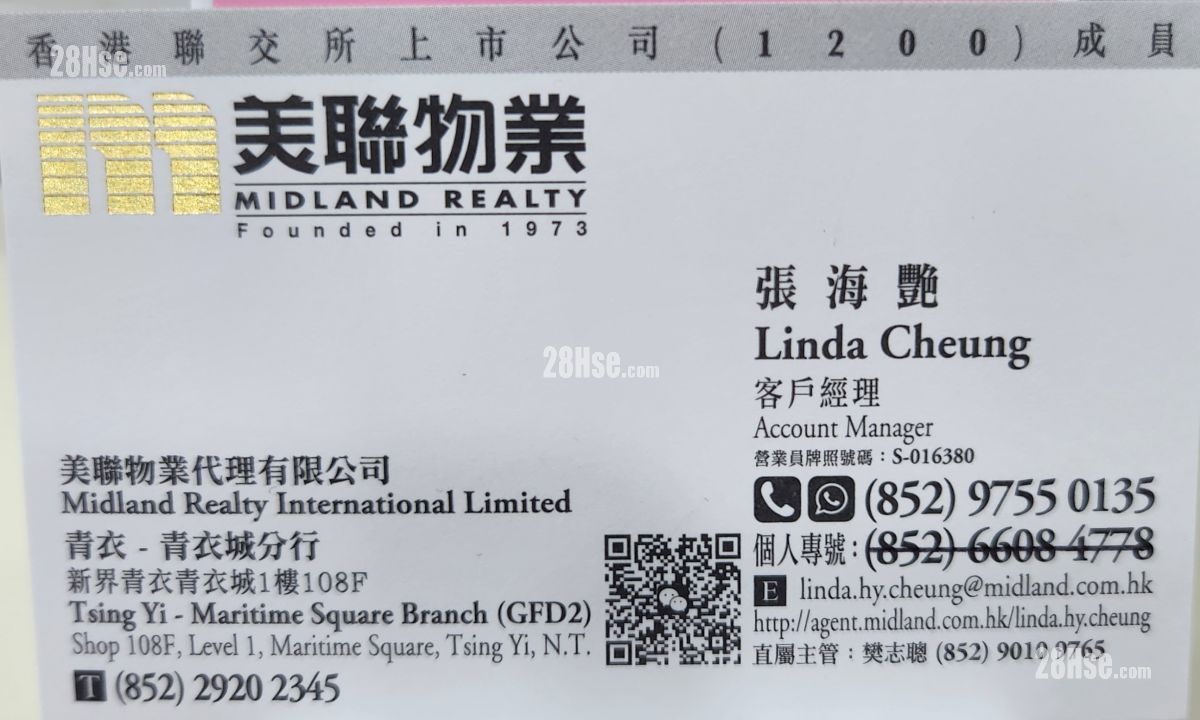 香港聯交所上市公司(1200)成員
28Hse.com
美聯物業
MIDLAND REALTY
Founded in 1973
張海艷
Linda Cheung
28Hse.com
客戶經理
Account Manager
營業員牌照號碼：S-016380
(852) 9755 0135
個人專號：(852) 6608 4778
E linda.hy.cheung@midland.com.hk
http://agent.midland.com.hk/linda.hy.cheung
直屬主管：樊志聰 (852) 9010 9765
28Hse.com
美聯物業代理有限公司
Midland Realty International Limited
青衣 - 青衣城分行
新界青衣青衣城1樓108F
Tsing Yi - Maritime Square Branch (GFD2)
Shop 108F, Level 1, Maritime Square, Tsing Yi, N.T.
T (852) 2920 2345